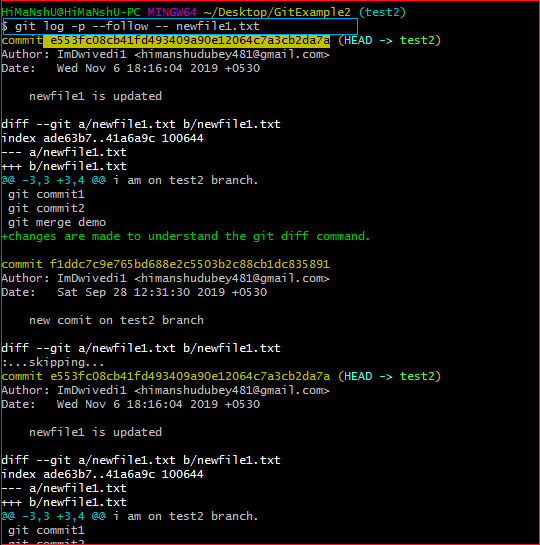 HiMaNshU@HiMaNshU-PC MINGW64 ~/Desktop/GitExample2 (test2)
$ git log -p --follow -- newfile1.txt
commit e553fc08cb41fd493409a90e12064c7a3cb2da7a (HEAD -> test2)
Author: ImDwivedi1 <himanshudubey481@gmail.com>
Date:   Wed Nov 6 18:16:04 2019 +0530
newfile1 is updated
diff --git a/newfile1.txt b/newfile1.txt
index ade63b7..41a6a9c 100644
--- a/newfile1.txt
+++ b/newfile1.txt
@@ -3,3 +3,4 @@ i am on test2 branch.
git commit1
git commit2
git merge demo
+changes are made to understand the git diff command.
commit f1ddc7c9e765bd688e2c5503b2c88cb1dc835891
Author: ImDwivedi1 <himanshudubey481@gmail.com>
Date:   Sat Sep 28 12:31:30 2019 +0530
new comit on test2 branch
diff --git a/newfile1.txt b/newfile1.txt
:...skipping...
commit e553fc08cb41fd493409a90e12064c7a3cb2da7a (HEAD -> test2)
Author: ImDwivedi1 <himanshudubey481@gmail.com>
Date:   Wed Nov 6 18:16:04 2019 +0530
newfile1 is updated
diff --git a/newfile1.txt b/newfile1.txt
index ade63b7..41a6a9c 100644
--- a/newfile1.txt
+++ b/newfile1.txt
@@ -3,3 +3,4 @@ i am on test2 branch.
git commit1
git commit2